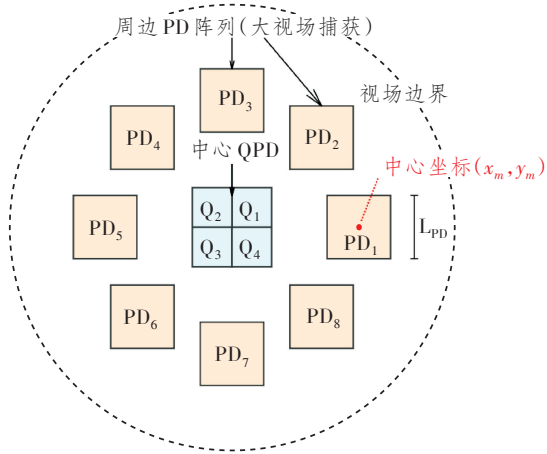 周边PD阵列(大视场捕获)
视场边界
PD₃
PD₄
PD₂
中心QPD
中心坐标(xₘ,yₘ)
Q₂ Q₁
PD₅
L_PD
Q₃ Q₄
PD₁
PD₆
PD₈
PD₇